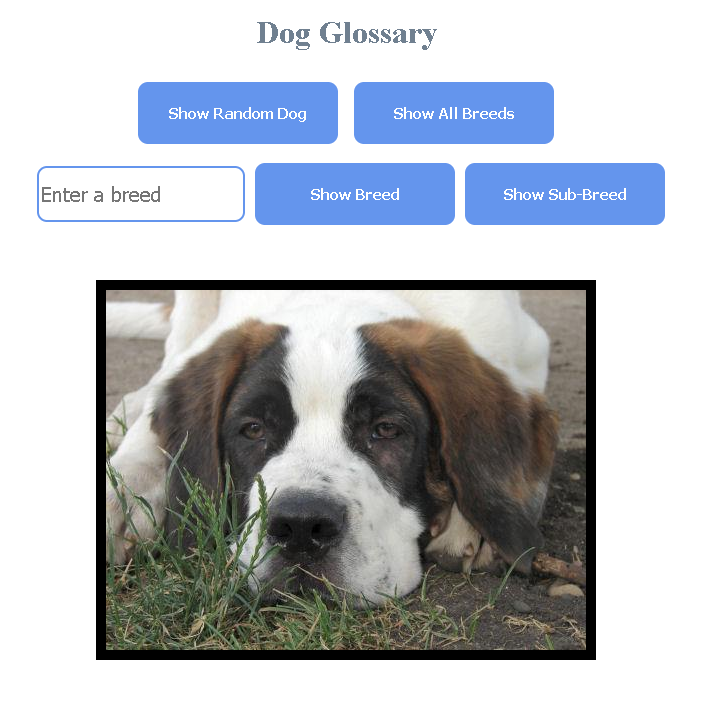 Dog Glossary
Show Random Dog
Show All Breeds
Enter a breed
Show Breed
Show Sub-Breed